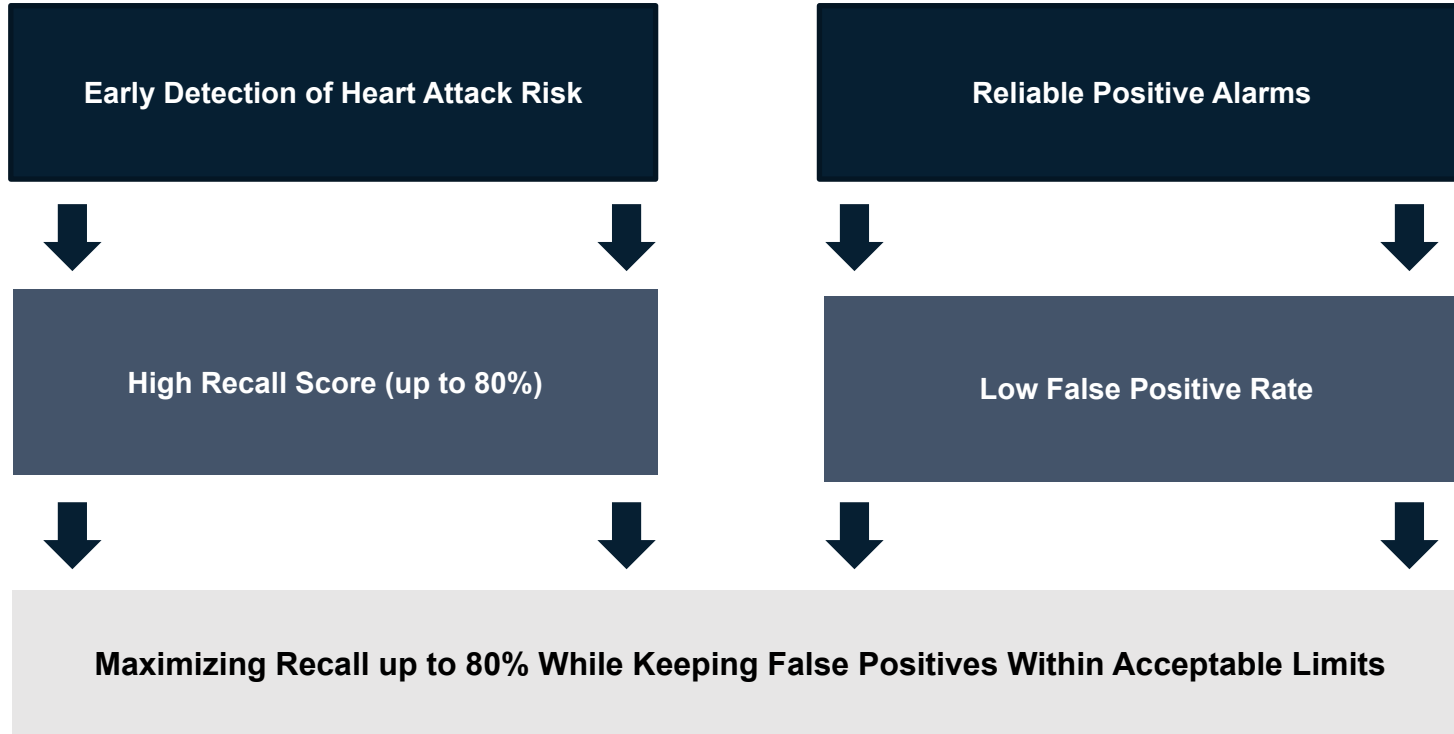 Early Detection of Heart Attack Risk
Reliable Positive Alarms
High Recall Score (up to 80%)
Low False Positive Rate
Maximizing Recall up to 80% While Keeping False Positives Within Acceptable Limits